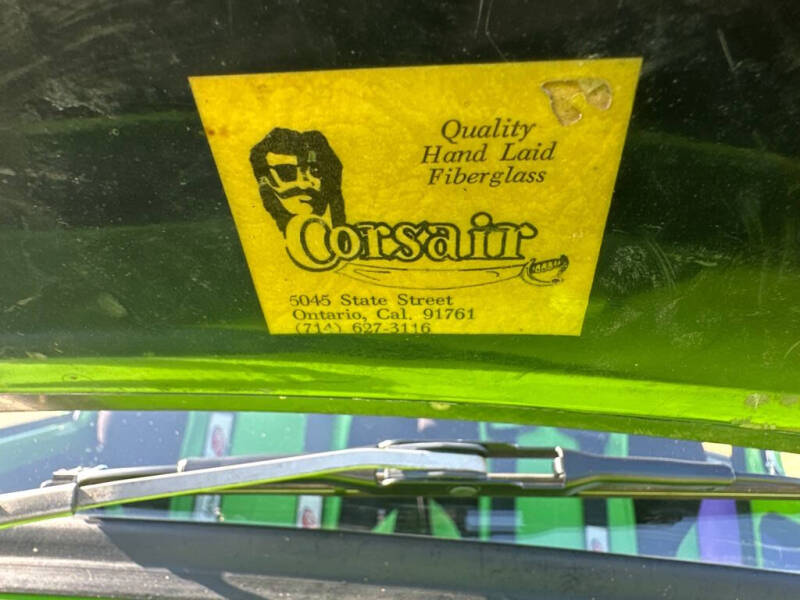 Quality
Hand Laid
Fiberglass
Corsair
5045 State Street
Ontario, Cal. 91761
(714) 627-3116